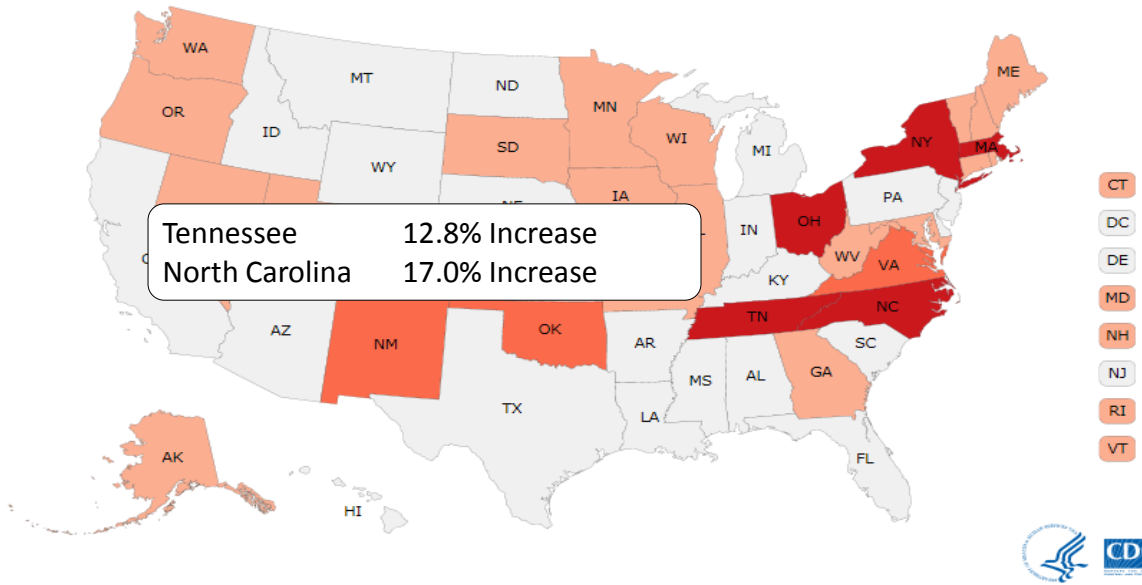 WA
MT
ND
ME
OR
ID
MN
SD
WI
WY
MI
NY
MA
IA
PA
CT
DC
DE
MD
NH
NJ
RI
VT
OH
IN
WV
VA
KY
Tennessee 12.8% Increase
North Carolina 17.0% Increase
TN
NC
AZ
NM
OK
AR
SC
MS
AL
GA
TX
LA
FL
AK
HI
CD